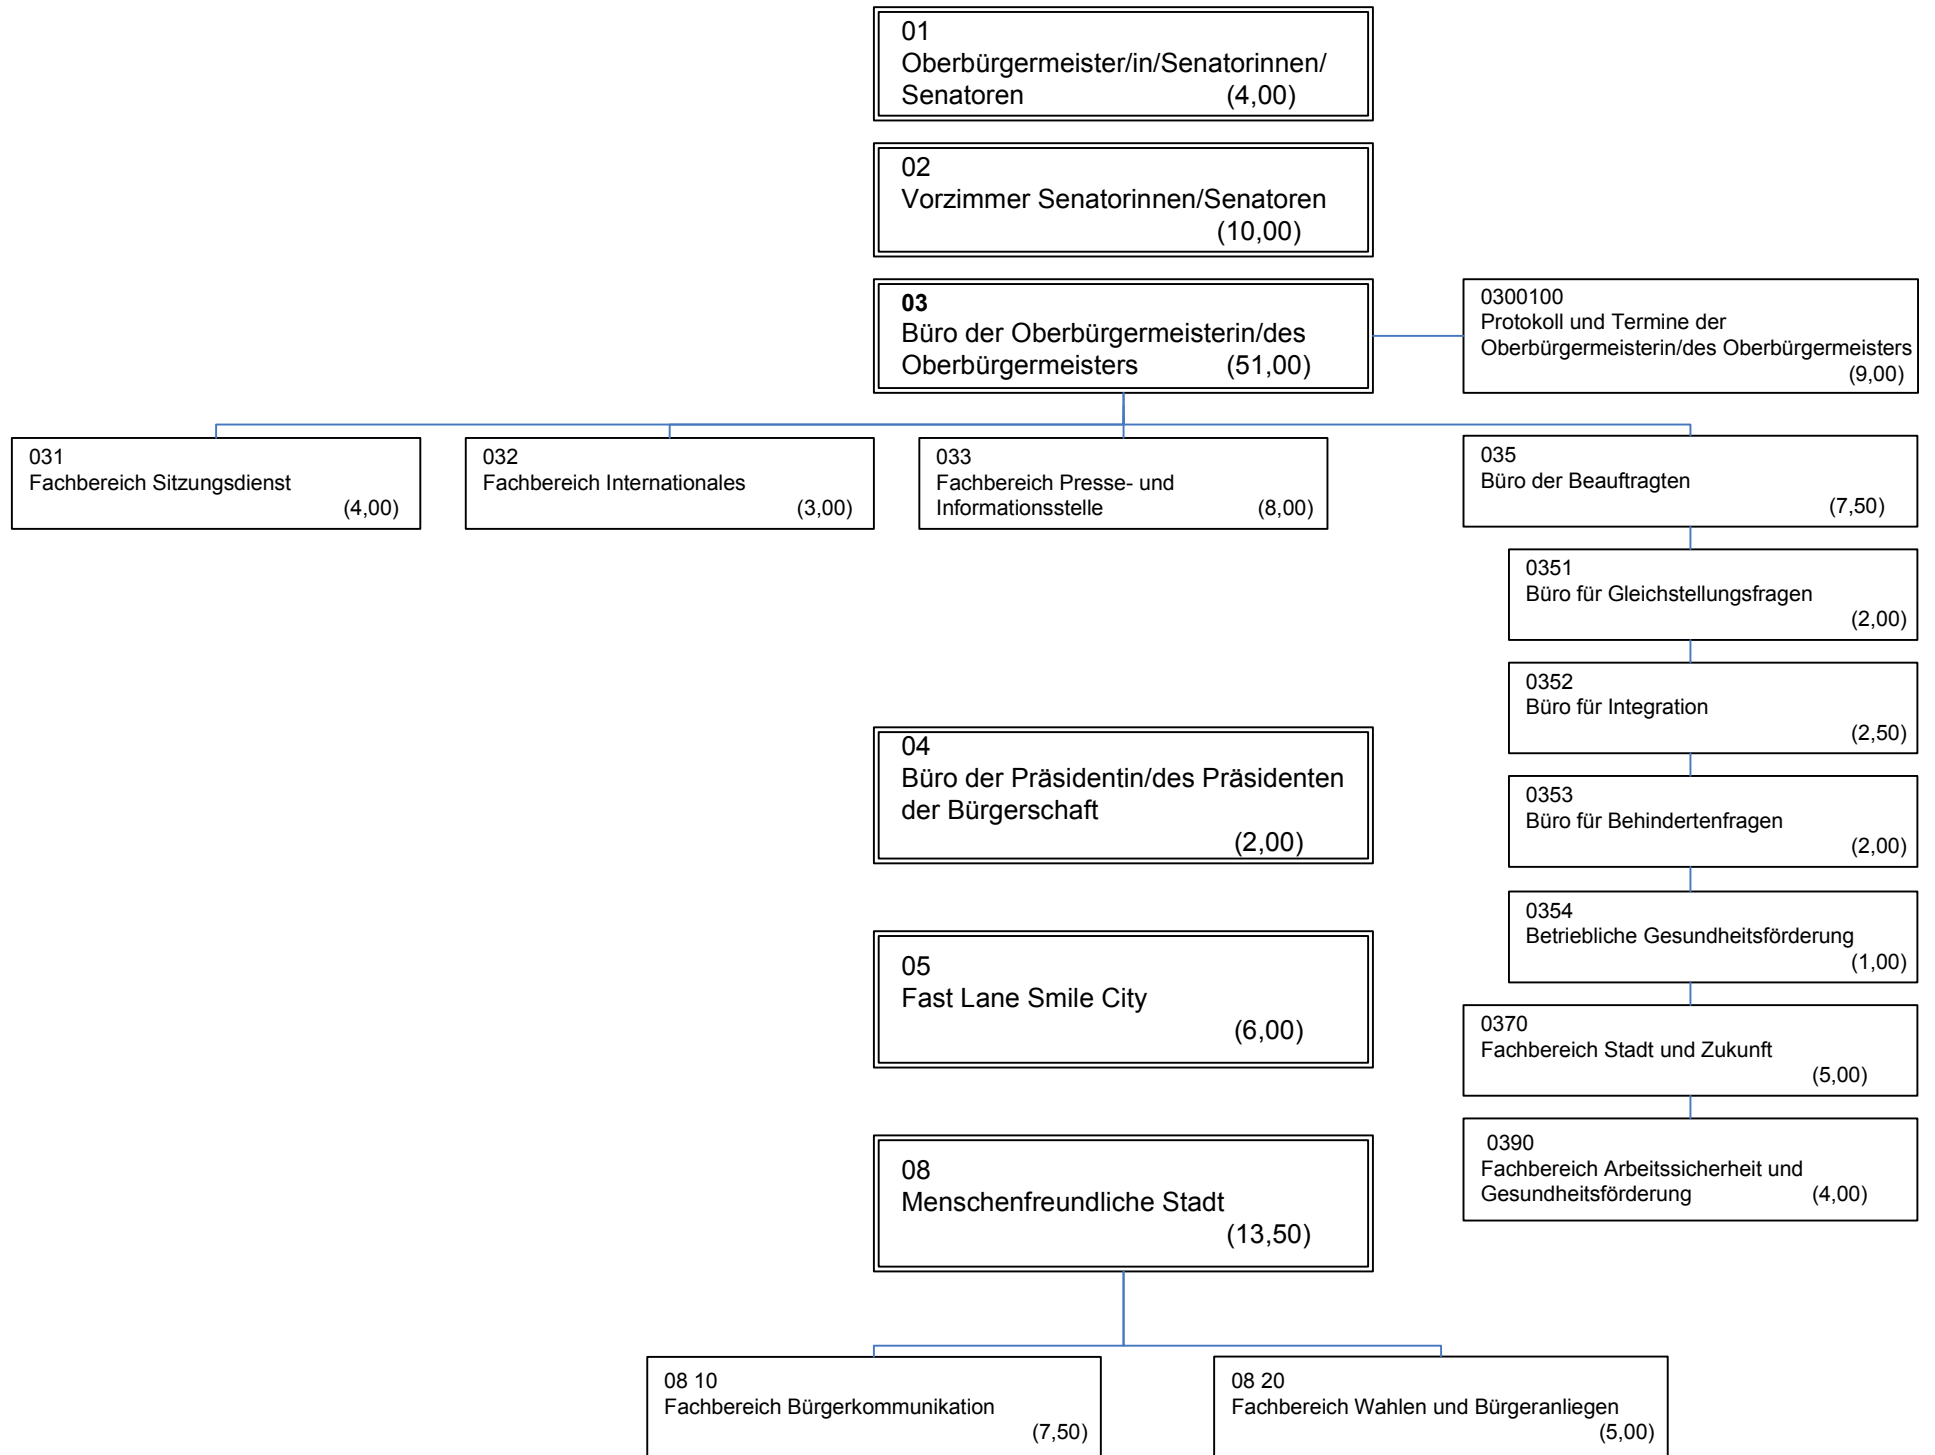 01
Oberbürgermeister/in/Senatorinnen/
Senatoren (4,00)
02
Vorzimmer Senatorinnen/Senatoren
(10,00)
03
Büro der Oberbürgermeisterin/des
Oberbürgermeisters (51,00)
0300100
Protokoll und Termine der
Oberbürgermeisterin/des Oberbürgermeisters
(9,00)
031
Fachbereich Sitzungsdienst
(4,00)
032
Fachbereich Internationales
(3,00)
033
Fachbereich Presse- und
Informationsstelle (8,00)
035
Büro der Beauftragten
(7,50)
0351
Büro für Gleichstellungsfragen
(2,00)
0352
Büro für Integration
(2,50)
0353
Büro für Behindertenfragen
(2,00)
0354
Betriebliche Gesundheitsförderung
(1,00)
0370
Fachbereich Stadt und Zukunft
(5,00)
0390
Fachbereich Arbeitssicherheit und
Gesundheitsförderung (4,00)
04
Büro der Präsidentin/des Präsidenten
der Bürgerschaft
(2,00)
05
Fast Lane Smile City
(6,00)
08
Menschenfreundliche Stadt
(13,50)
08 10
Fachbereich Bürgerkommunikation
(7,50)
08 20
Fachbereich Wahlen und Bürgeranliegen
(5,00)